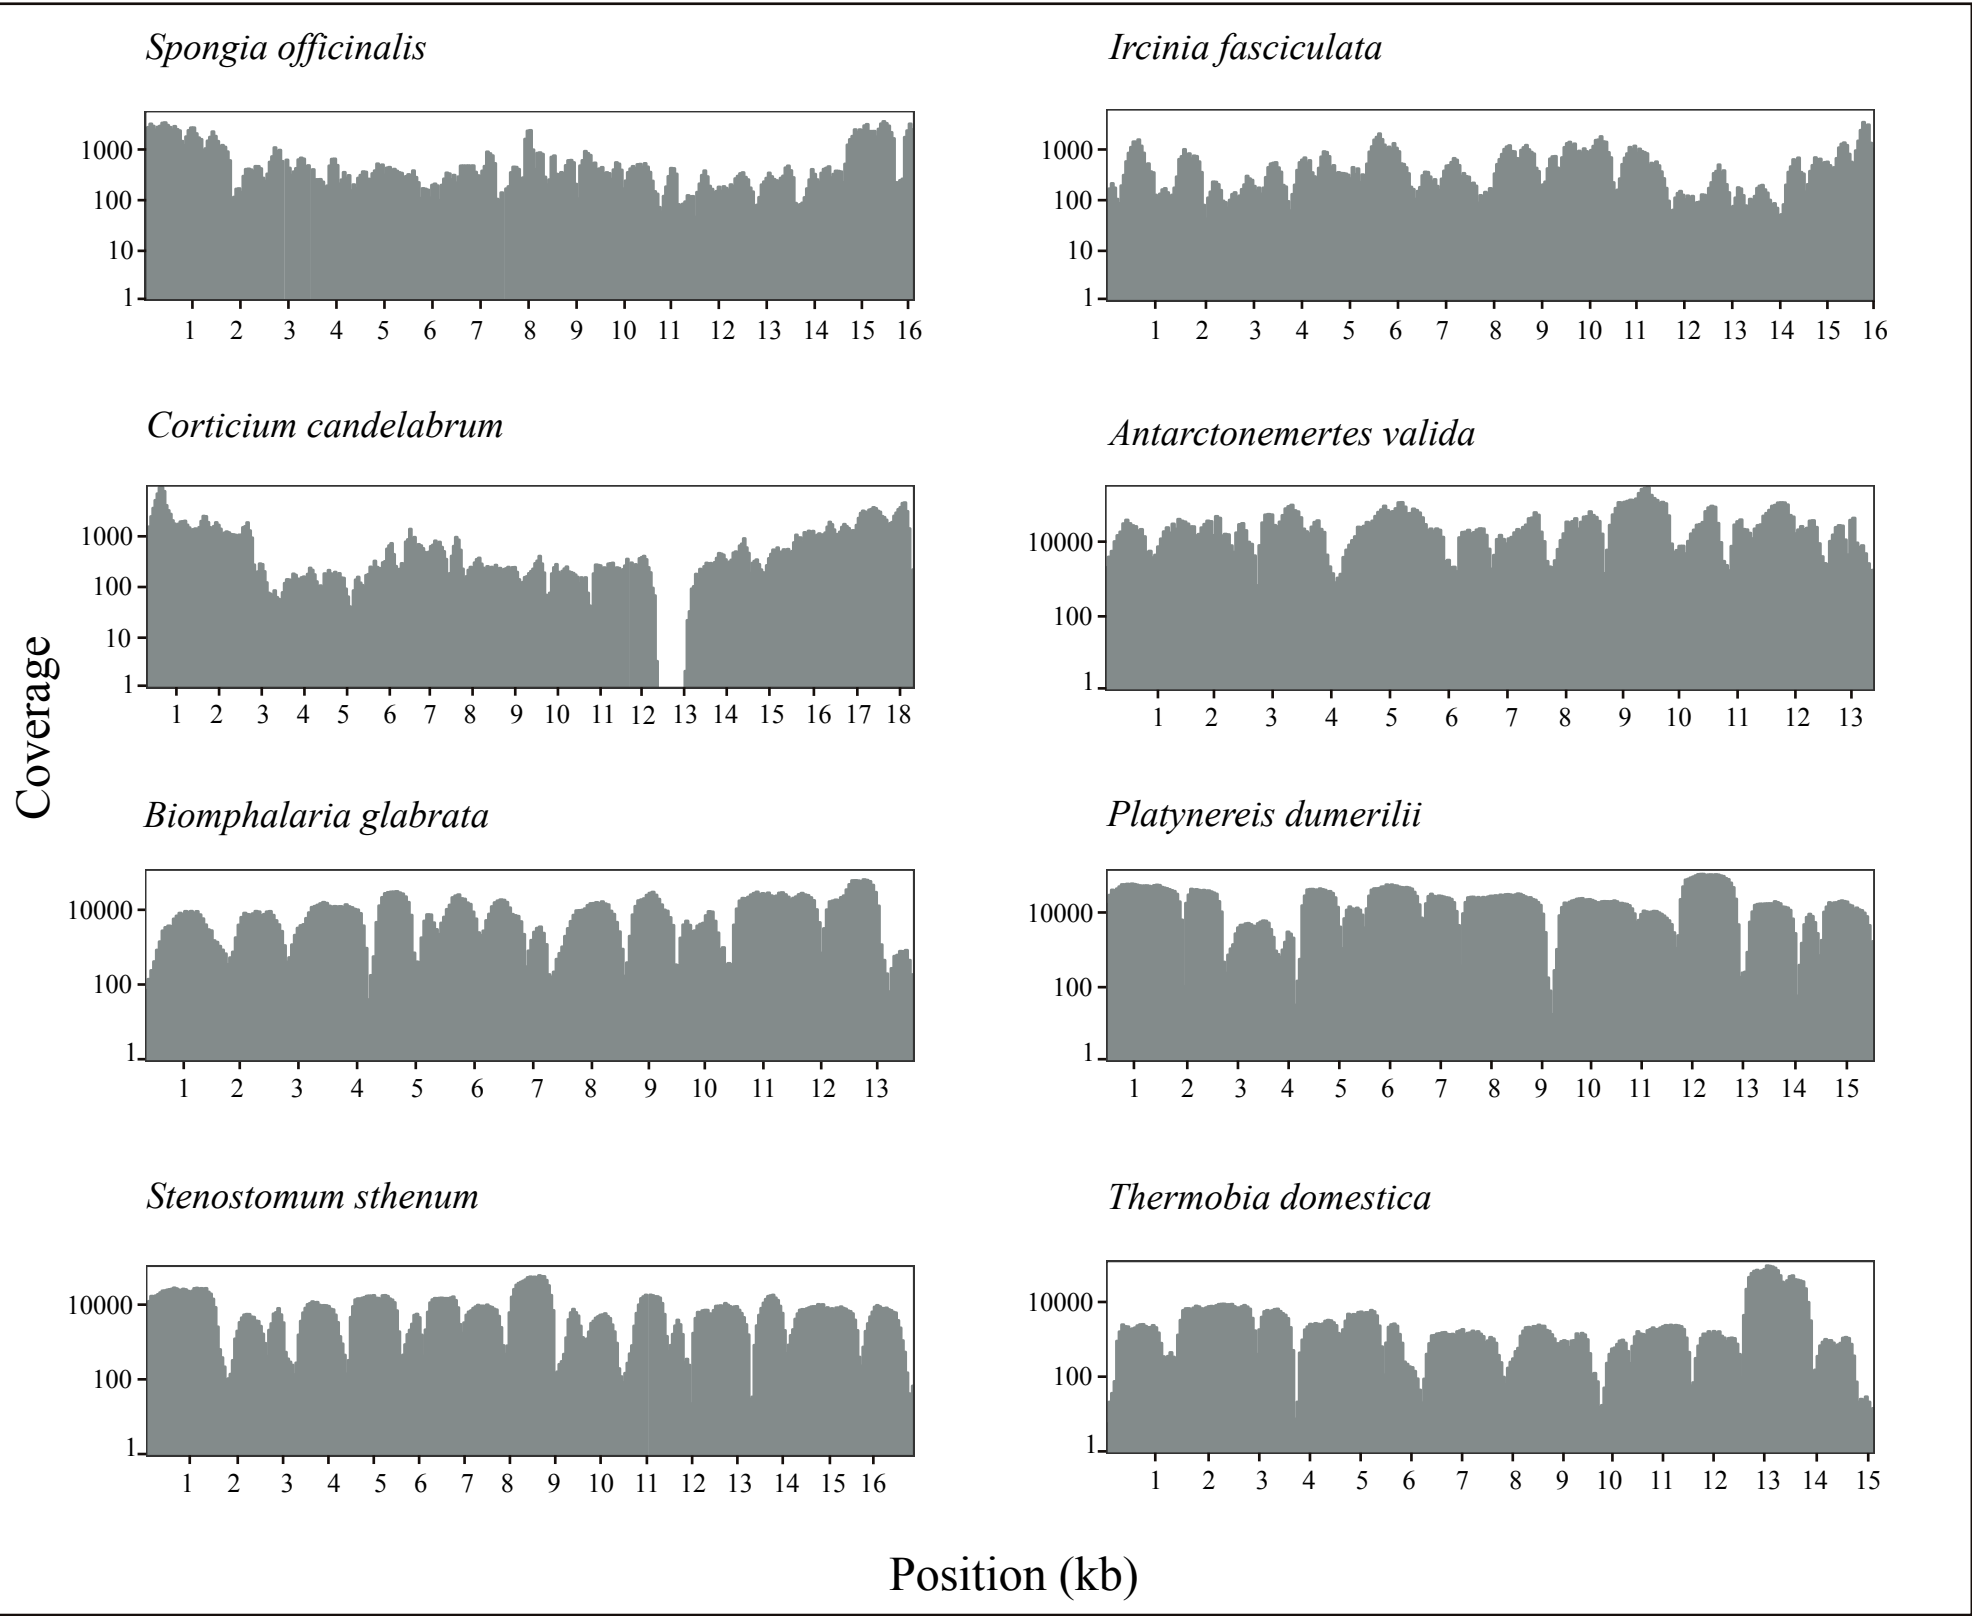 Spongia officinalis
1000
100
10
1
1 2 3 4 5 6 7 8 9 10 11 12 13 14 15 16
Ircinia fasciculata
1000
100
10
1
1 2 3 4 5 6 7 8 9 10 11 12 13 14 15 16
Corticium candelabrum
1000
100
10
1
1 2 3 4 5 6 7 8 9 10 11 12 13 14 15 16 17 18
Antarctonemertes valida
10000
100
1
1 2 3 4 5 6 7 8 9 10 11 12 13
Coverage
Biomphalaria glabrata
10000
100
1
1 2 3 4 5 6 7 8 9 10 11 12 13
Platynereis dumerilii
10000
100
1
1 2 3 4 5 6 7 8 9 10 11 12 13 14 15
Stenostomum sthenum
10000
100
1
1 2 3 4 5 6 7 8 9 10 11 12 13 14 15 16
Thermobia domestica
10000
100
1
1 2 3 4 5 6 7 8 9 10 11 12 13 14 15
Position (kb)